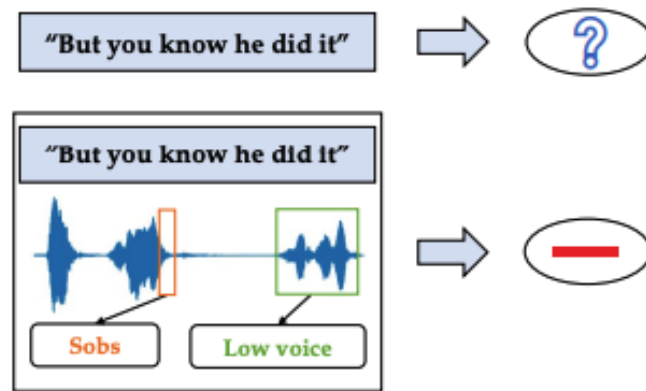 “But you know he did it”
?
“But you know he did it”
Sobs
Low voice